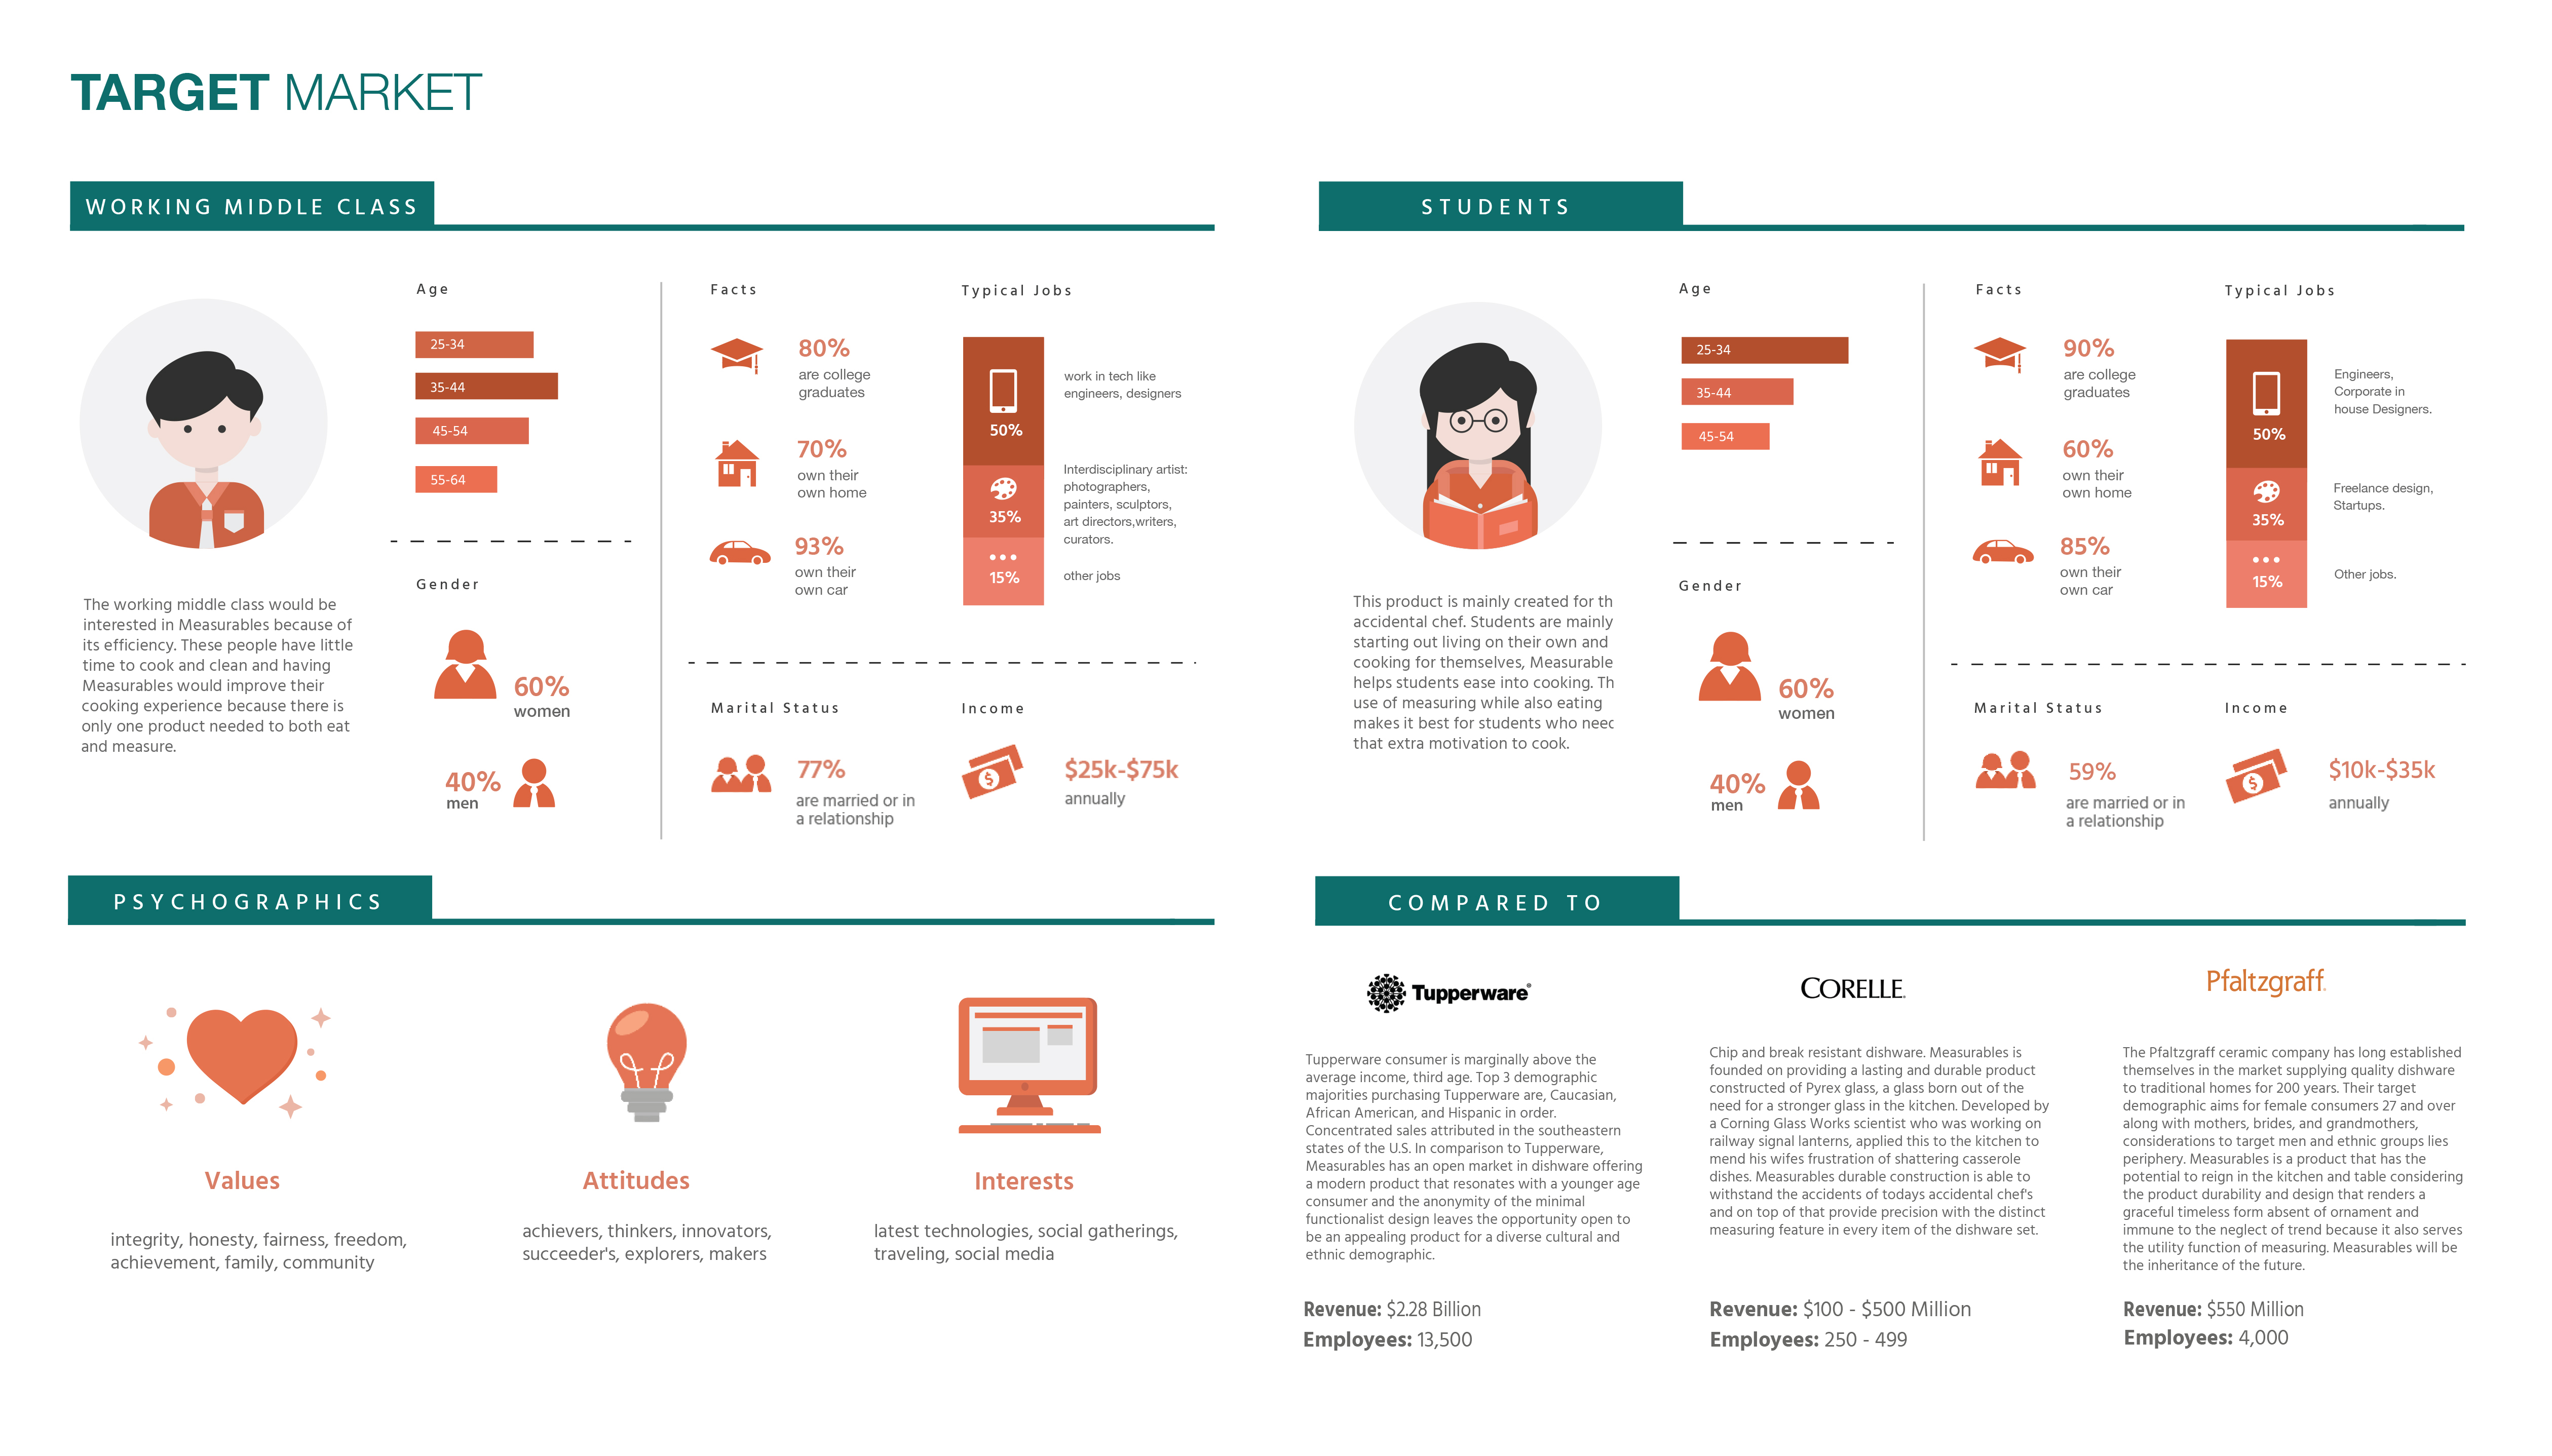 TARGET MARKET
WORKING MIDDLE CLASS
The working middle class would be
interested in Measurables because of
its efficiency. These people have little
time to cook and clean and having
Measurables would improve their
cooking experience because there is
only one product needed to both eat
and measure.
Age
25-34
35-44
45-54
55-64
Gender
60%
women
40%
men
Facts
80%
are college
graduates
70%
own their
own home
93%
own their
own car
Typical Jobs
50%
work in tech like
engineers, designers
35%
Interdisciplinary artist:
photographers,
painters, sculptors,
art directors,writers,
curators.
15%
other jobs
Marital Status
77%
are married or in
a relationship
Income
$25k-$75k
annually
STUDENTS
This product is mainly created for th
accidental chef. Students are mainly
starting out living on their own and
cooking for themselves, Measurable
helps students ease into cooking. Th
use of measuring while also eating
makes it best for students who need
that extra motivation to cook.
Age
25-34
35-44
45-54
Gender
60%
women
40%
men
Facts
90%
are college
graduates
60%
own their
own home
85%
own their
own car
Typical Jobs
50%
Engineers,
Corporate in
house Designers.
35%
Freelance design,
Startups.
15%
Other jobs.
Marital Status
59%
are married or in
a relationship
Income
$10k-$35k
annually
PSYCHOGRAPHICS
Values
integrity, honesty, fairness, freedom,
achievement, family, community
Attitudes
achievers, thinkers, innovators,
succeeder's, explorers, makers
Interests
latest technologies, social gatherings,
traveling, social media
COMPARED TO
Tupperware®
Tupperware consumer is marginally above the
average income, third age. Top 3 demographic
majorities purchasing Tupperware are, Caucasian,
African American, and Hispanic in order.
Concentrated sales attributed in the southeastern
states of the U.S. In comparison to Tupperware,
Measurables has an open market in dishware offering
a modern product that resonates with a younger age
consumer and the anonymity of the minimal
functionalist design leaves the opportunity open to
be an appealing product for a diverse cultural and
ethnic demographic.
Revenue: $2.28 Billion
Employees: 13,500
CORELLE
Chip and break resistant dishware. Measurables is
founded on providing a lasting and durable product
constructed of Pyrex glass, a glass born out of the
need for a stronger glass in the kitchen. Developed by
a Corning Glass Works scientist who was working on
railway signal lanterns, applied this to the kitchen to
mend his wifes frustration of shattering casserole
dishes. Measurables durable construction is able to
withstand the accidents of todays accidental chef's
and on top of that provide precision with the distinct
measuring feature in every item of the dishware set.
Revenue: $100 - $500 Million
Employees: 250 - 499
Pfaltzgraff
The Pfaltzgraff ceramic company has long established
themselves in the market supplying quality dishware
to traditional homes for 200 years. Their target
demographic aims for female consumers 27 and over
along with mothers, brides, and grandmothers,
considerations to target men and ethnic groups lies
periphery. Measurables is a product that has the
potential to reign in the kitchen and table considering
the product durability and design that renders a
graceful timeless form absent of ornament and
immune to the neglect of trend because it also serves
the utility function of measuring. Measurables will be
the inheritance of the future.
Revenue: $550 Million
Employees: 4,000